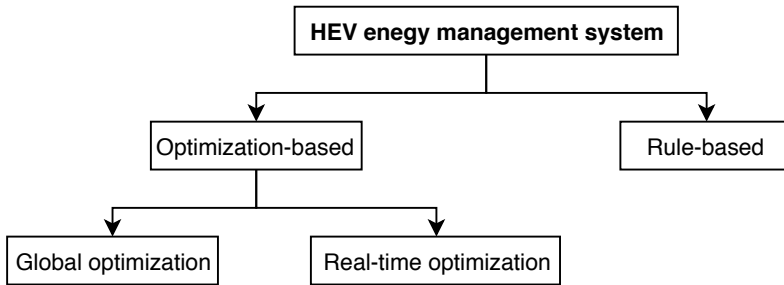 HEV enegy management system
Optimization-based
Rule-based
Global optimization
Real-time optimization